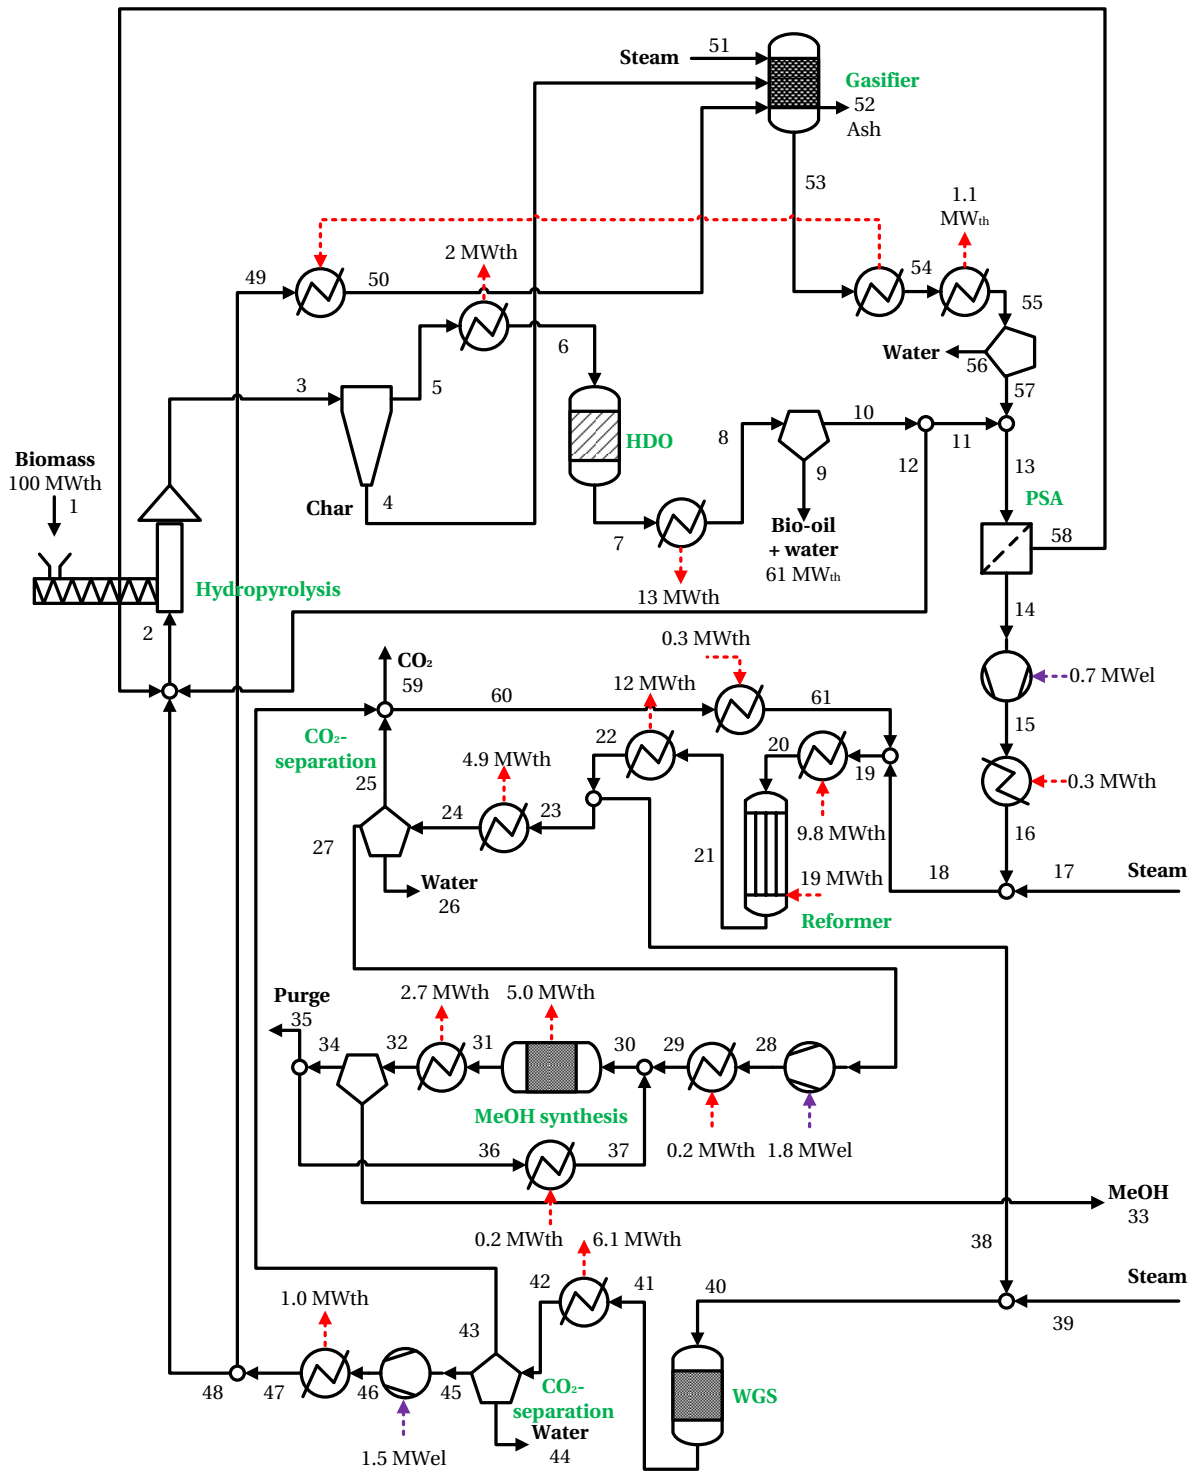 Steam
51
Gasifier
52
Ash
53
1.1
MWth
2 MWth
49
50
54
55
6
Water
56
57
3
5
8
10
HDO
11
12
13
Biomass
100 MWth
1
Char
4
9
PSA
58
7
Bio-oil
+ water
61 MWth
Hydropyrolysis
13 MWth
14
2
0.3 MWth
CO₂
59
60
12 MWth
61
0.7 MWel
15
CO₂-
separation
22
20
19
4.9 MWth
0.3 MWth
25
24
23
9.8 MWth
16
27
21
Water
26
19 MWth
18
17
Steam
Reformer
Purge
35
2.7 MWth
5.0 MWth
34
32
31
30
29
28
MeOH synthesis
36
37
0.2 MWth
1.8 MWel
MeOH
33
0.2 MWth
6.1 MWth
38
Steam
1.0 MWth
42
41
40
39
43
48
47
46
45
CO₂-
separation
WGS
Water
44
1.5 MWel